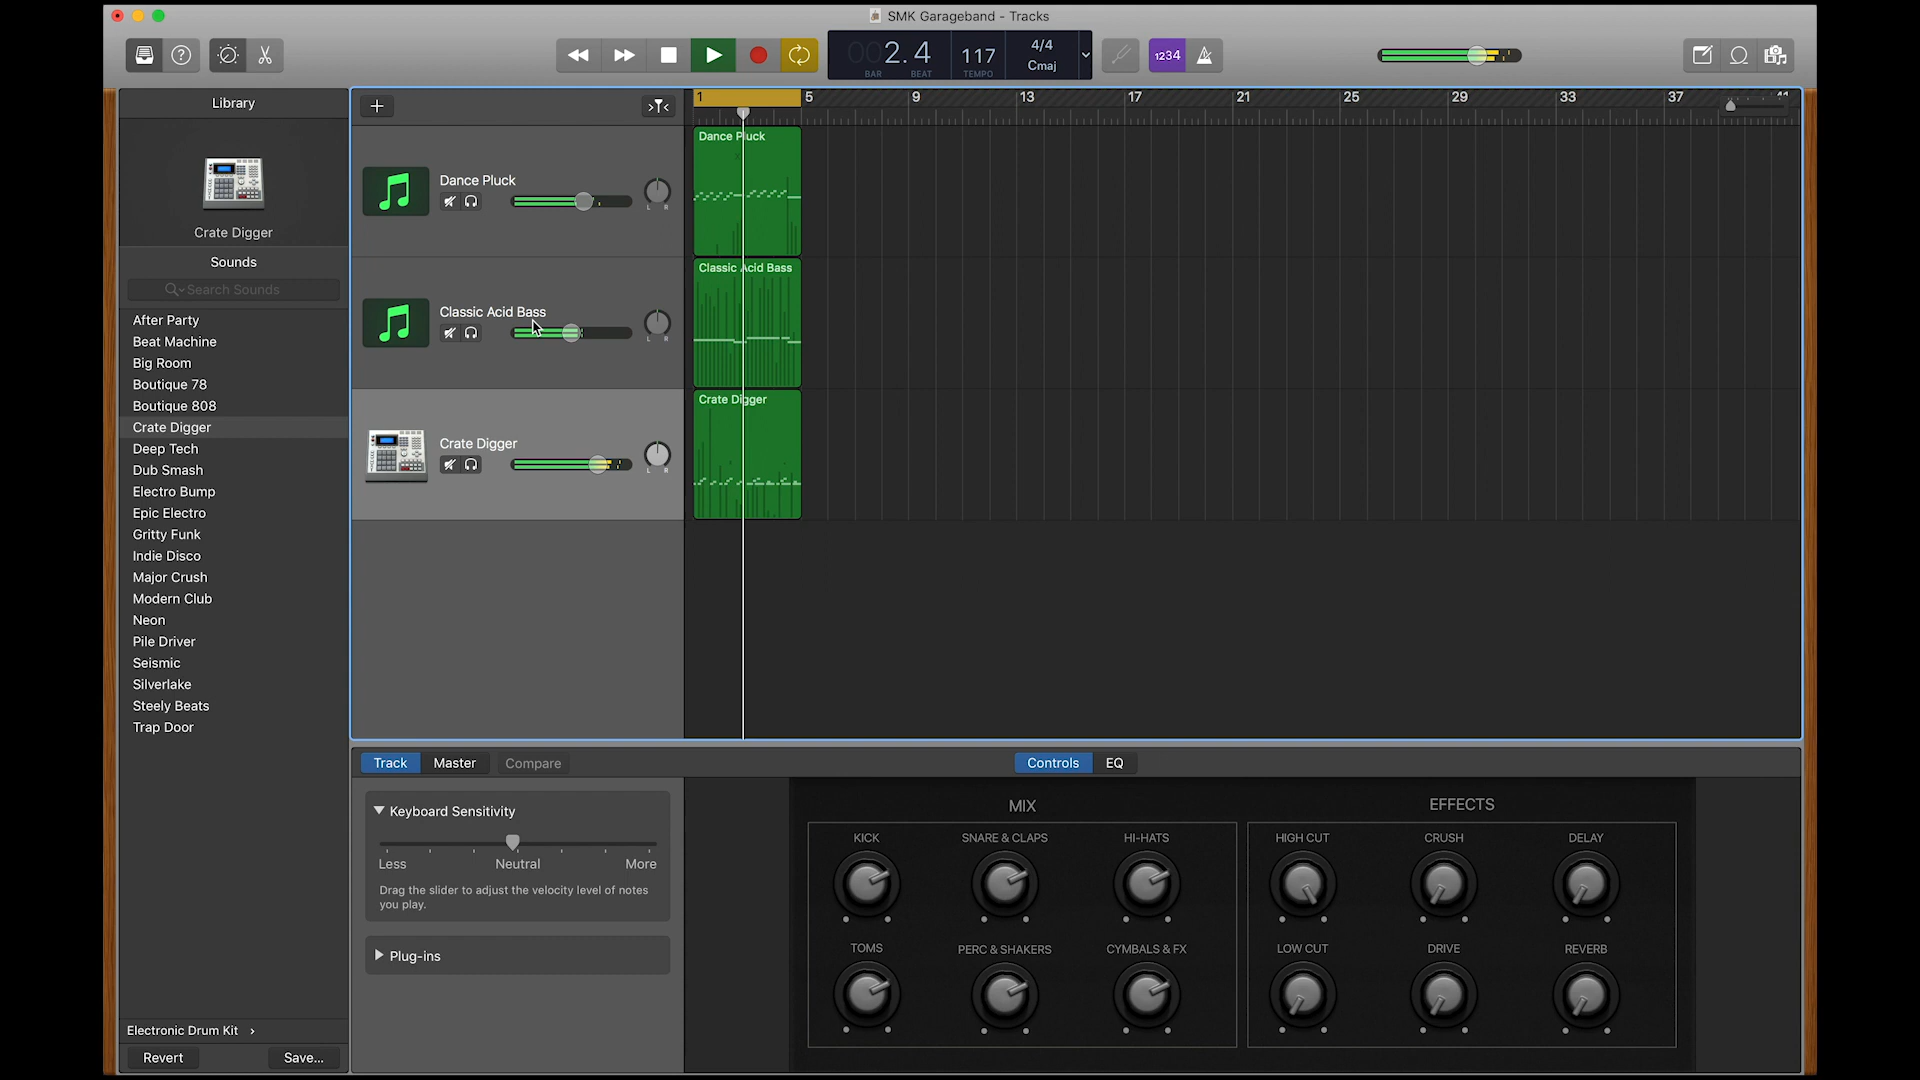 SMK Garageband - Tracks
002.4
BAR BEAT
117
TEMPO
4/4
Cmaj
1234
Library
Crate Digger
Sounds
Search Sounds
After Party
Beat Machine
Big Room
Boutique 78
Boutique 808
Crate Digger
Deep Tech
Dub Smash
Electro Bump
Epic Electro
Gritty Funk
Indie Disco
Major Crush
Modern Club
Neon
Pile Driver
Seismic
Silverlake
Steely Beats
Trap Door
Electronic Drum Kit ›
Revert Save...
1 5 9 13 17 21 25 29 33 37 41
Dance Pluck
L R
Classic Acid Bass
L R
Crate Digger
L R
Dance Pluck
Classic Acid Bass
Crate Digger
Track Master Compare
Controls EQ
Keyboard Sensitivity
Less Neutral More
Drag the slider to adjust the velocity level of notes
you play.
Plug-ins
MIX
KICK SNARE & CLAPS HI-HATS
TOMS PERC & SHAKERS CYMBALS & FX
EFFECTS
HIGH CUT CRUSH DELAY
LOW CUT DRIVE REVERB